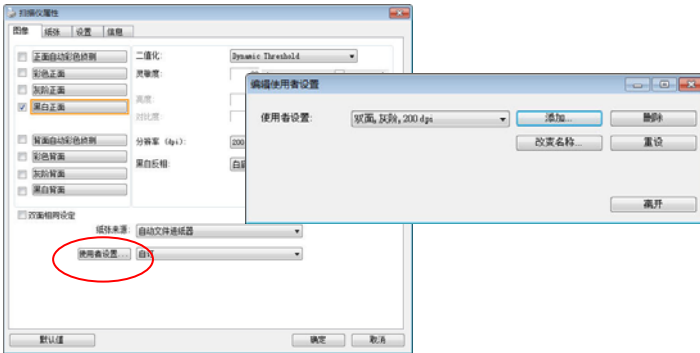 扫描仪属性
图像 纸张 设置 信息
正面自动彩色侦测
彩色正面
灰阶正面
黑白正面
背面自动彩色侦测
彩色背面
灰阶背面
黑白背面
二值化: Dynamic Threshold
灵敏度:
亮度:
对比度:
分辨率 (dpi): 200
黑白反相:
双面相同设定
纸张来源: 自动文件进纸器
使用者设置... 自订
默认值 确定 取消
编辑使用者设置
使用者设置: 双面, 灰阶, 200 dpi 添加... 删除
改变名称... 重设
离开